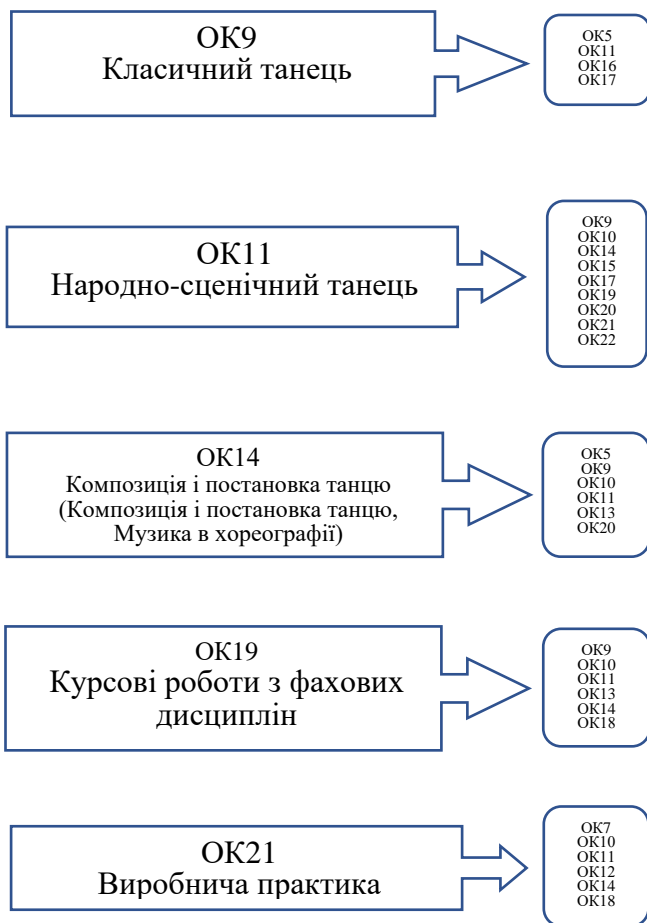 ОК9
Класичний танець
ОК5
ОК11
ОК16
ОК17
ОК11
Народно-сценічний танець
ОК9
ОК10
ОК14
ОК15
ОК17
ОК19
ОК20
ОК21
ОК22
ОК14
Композиція і постановка танцю
(Композиція і постановка танцю,
Музика в хореографії)
ОК5
ОК9
ОК10
ОК11
ОК13
ОК20
ОК19
Курсові роботи з фахових
дисциплін
ОК9
ОК10
ОК11
ОК13
ОК14
ОК18
ОК21
Виробнича практика
ОК7
ОК10
ОК11
ОК12
ОК14
ОК18